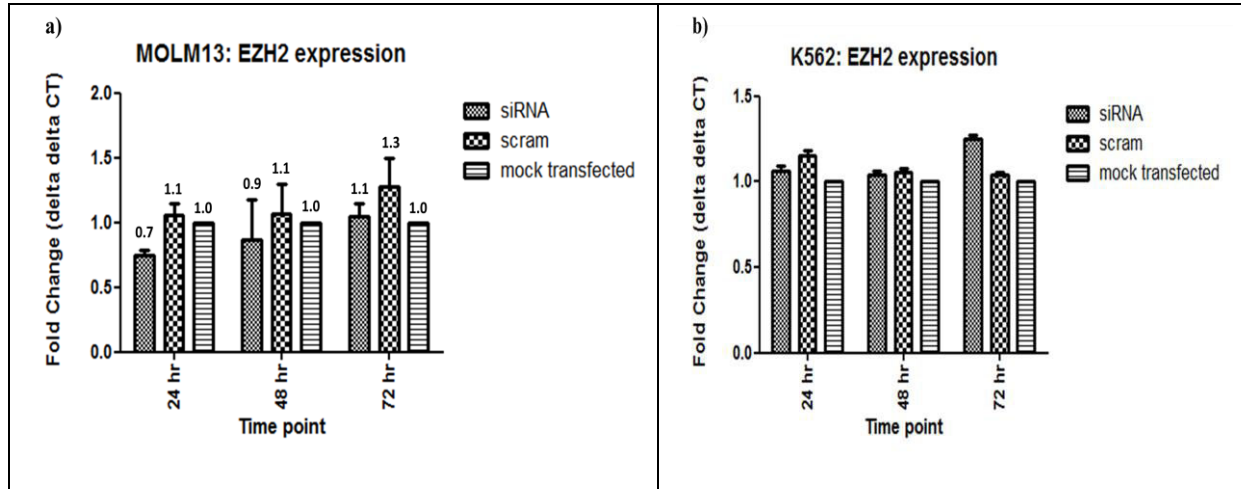 a)
MOLM13: EZH2 expression
Fold Change (delta delta CT)
2.0
1.5
1.0
0.5
0.0
0.7
1.1
1.0
0.9
1.1
1.0
1.1
1.3
1.0
24 hr
48 hr
72 hr
Time point
siRNA
scram
mock transfected
b)
K562: EZH2 expression
Fold Change (delta delta CT)
1.5
1.0
0.5
0.0
24 hr
48 hr
72 hr
Time point
siRNA
scram
mock transfected